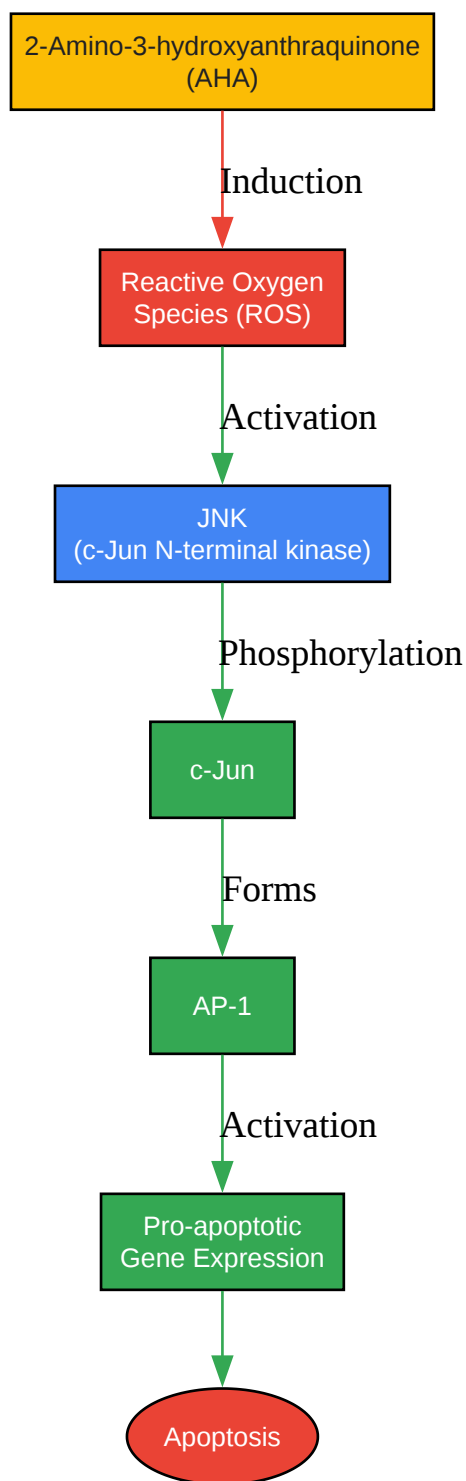 2-Amino-3-hydroxyanthraquinone
(AHA)
Induction
Reactive Oxygen
Species (ROS)
Activation
JNK
(c-Jun N-terminal kinase)
Phosphorylation
c-Jun
Forms
AP-1
Activation
Pro-apoptotic
Gene Expression
Apoptosis